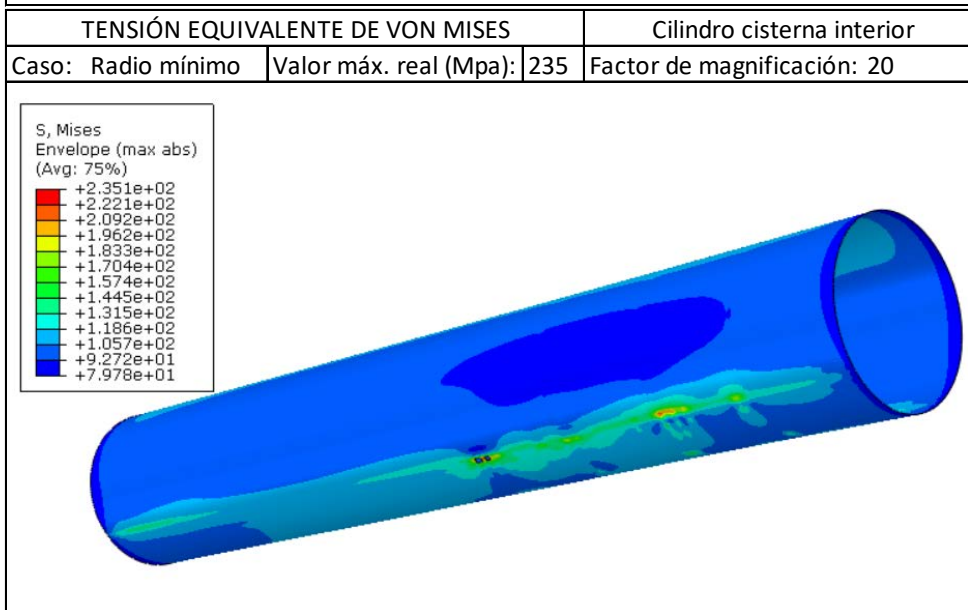 TENSIÓN EQUIVALENTE DE VON MISES Cilindro cisterna interior
Caso: Radio mínimo Valor máx. real (Mpa): 235 Factor de magnificación: 20
S, Mises
Envelope (max abs)
(Avg: 75%)
+2.351e+02
+2.221e+02
+2.092e+02
+1.962e+02
+1.833e+02
+1.704e+02
+1.574e+02
+1.445e+02
+1.315e+02
+1.186e+02
+1.057e+02
+9.272e+01
+7.978e+01